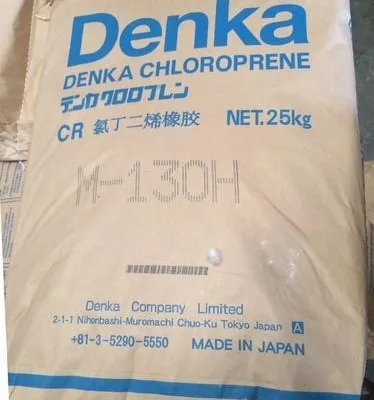 Denka
DENKA CHLOROPRENE
デンカクロロプレン
CR 氯丁二烯橡胶 NET.25kg
M-130H
Denka Company Limited
2-1-1 Nihonbashi-Muromachi Chuo-Ku Tokyo Japan A
+81-3-5290-5550 MADE IN JAPAN